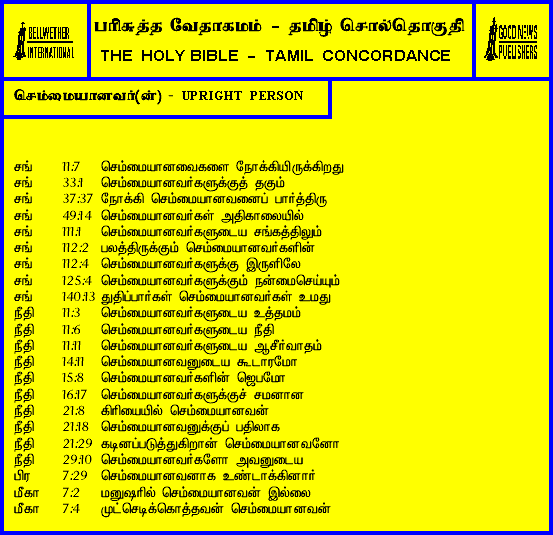 BELLWETHER
INTERNATIONAL
பரிசுத்த வேதாகமம் - தமிழ் சொல்தொகுதி
THE HOLY BIBLE - TAMIL CONCORDANCE
GOOD NEWS
PUBLISHERS
செம்மையானவர்(ன்) - UPRIGHT PERSON
சங் 11:7 செம்மையானவைகளை நோக்கியிருக்கிறது
சங் 33:1 செம்மையானவர்களுக்குத் தகும்
சங் 37:37 நோக்கி செம்மையானவனைப் பார்த்திரு
சங் 49:14 செம்மையானவர்கள் அதிகாலையில்
சங் 111:1 செம்மையானவர்களுடைய சங்கத்திலும்
சங் 112:2 பலத்திருக்கும் செம்மையானவர்களின்
சங் 112:4 செம்மையானவர்களுக்கு இருளிலே
சங் 125:4 செம்மையானவர்களுக்கும் நன்மைசெய்யும்
சங் 140:13 துதிப்பார்கள் செம்மையானவர்கள் உமது
நீதி 11:3 செம்மையானவர்களுடைய உத்தமம்
நீதி 11:6 செம்மையானவர்களுடைய நீதி
நீதி 11:11 செம்மையானவர்களுடைய ஆசீர்வாதம்
நீதி 14:11 செம்மையானவனுடைய கூடாரமோ
நீதி 15:8 செம்மையானவர்களின் ஜெபமோ
நீதி 16:17 செம்மையானவர்களுக்குச் சமனான
நீதி 21:8 கிரியையில் செம்மையானவன்
நீதி 21:18 செம்மையானவனுக்குப் பதிலாக
நீதி 21:29 கடினப்படுத்துகிறான் செம்மையானவனோ
நீதி 29:10 செம்மையானவர்களோ அவனுடைய
பிர 7:29 செம்மையானவனாக உண்டாக்கினார்
மீகா 7:2 மனுஷரில் செம்மையானவன் இல்லை
மீகா 7:4 முட்செடிக்கொத்தவன் செம்மையானவன்